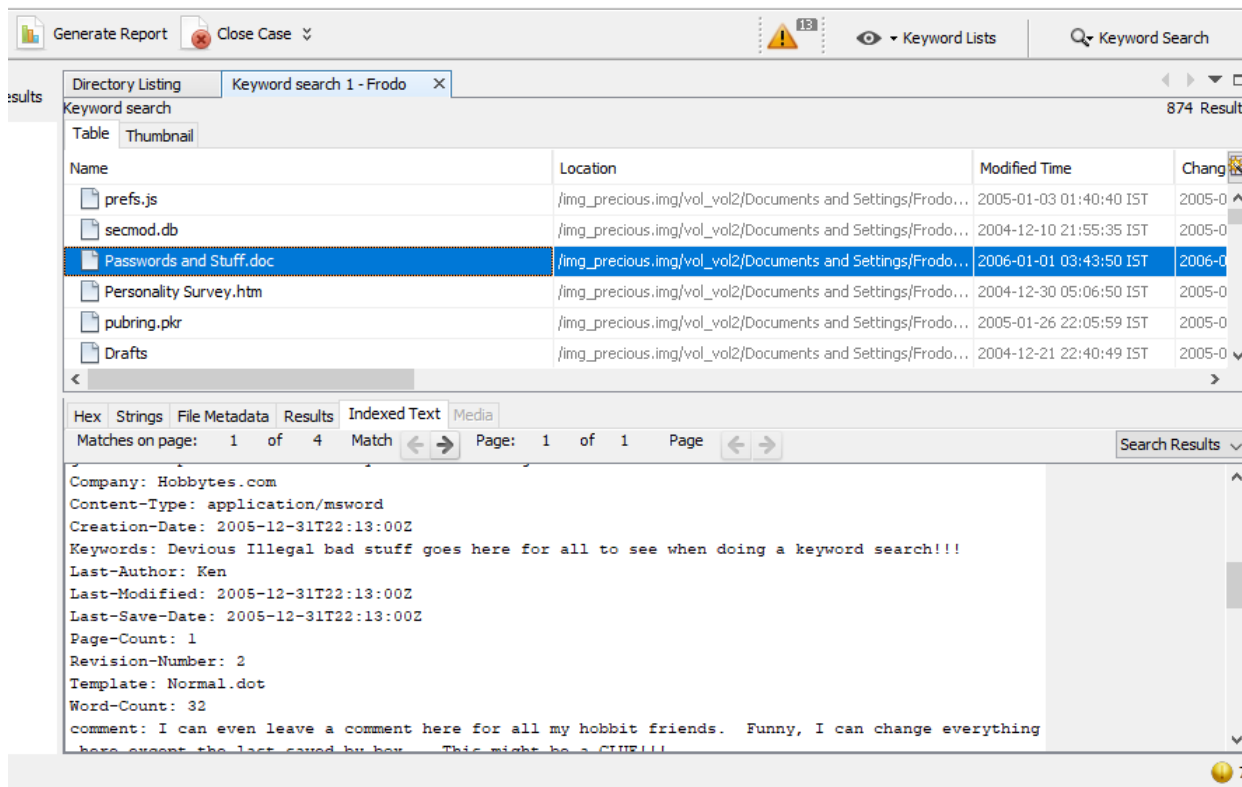 Generate Report Close Case 13 Keyword Lists Keyword Search
esults
Directory Listing Keyword search 1 - Frodo
Keyword search 874 Result
Table Thumbnail
Name Location Modified Time Chang
prefs.js /img_precious.img/vol_vol2/Documents and Settings/Frodo... 2005-01-03 01:40:40 IST 2005-0
secmod.db /img_precious.img/vol_vol2/Documents and Settings/Frodo... 2004-12-10 21:55:35 IST 2005-0
Passwords and Stuff.doc /img_precious.img/vol_vol2/Documents and Settings/Frodo... 2006-01-01 03:43:50 IST 2006-0
Personality Survey.htm /img_precious.img/vol_vol2/Documents and Settings/Frodo... 2004-12-30 05:06:50 IST 2005-0
pubring.pkr /img_precious.img/vol_vol2/Documents and Settings/Frodo... 2005-01-26 22:05:59 IST 2005-0
Drafts /img_precious.img/vol_vol2/Documents and Settings/Frodo... 2004-12-21 22:40:49 IST 2005-0
Hex Strings File Metadata Results Indexed Text Media
Matches on page: 1 of 4 Match Page: 1 of 1 Page Search Results
Company: Hobbytes.com
Content-Type: application/msword
Creation-Date: 2005-12-31T22:13:00Z
Keywords: Devious Illegal bad stuff goes here for all to see when doing a keyword search!!!
Last-Author: Ken
Last-Modified: 2005-12-31T22:13:00Z
Last-Save-Date: 2005-12-31T22:13:00Z
Page-Count: 1
Revision-Number: 2
Template: Normal.dot
Word-Count: 32
comment: I can even leave a comment here for all my hobbit friends.  Funny, I can change everything
here except the last saved by box... This might be a CLUE!!!